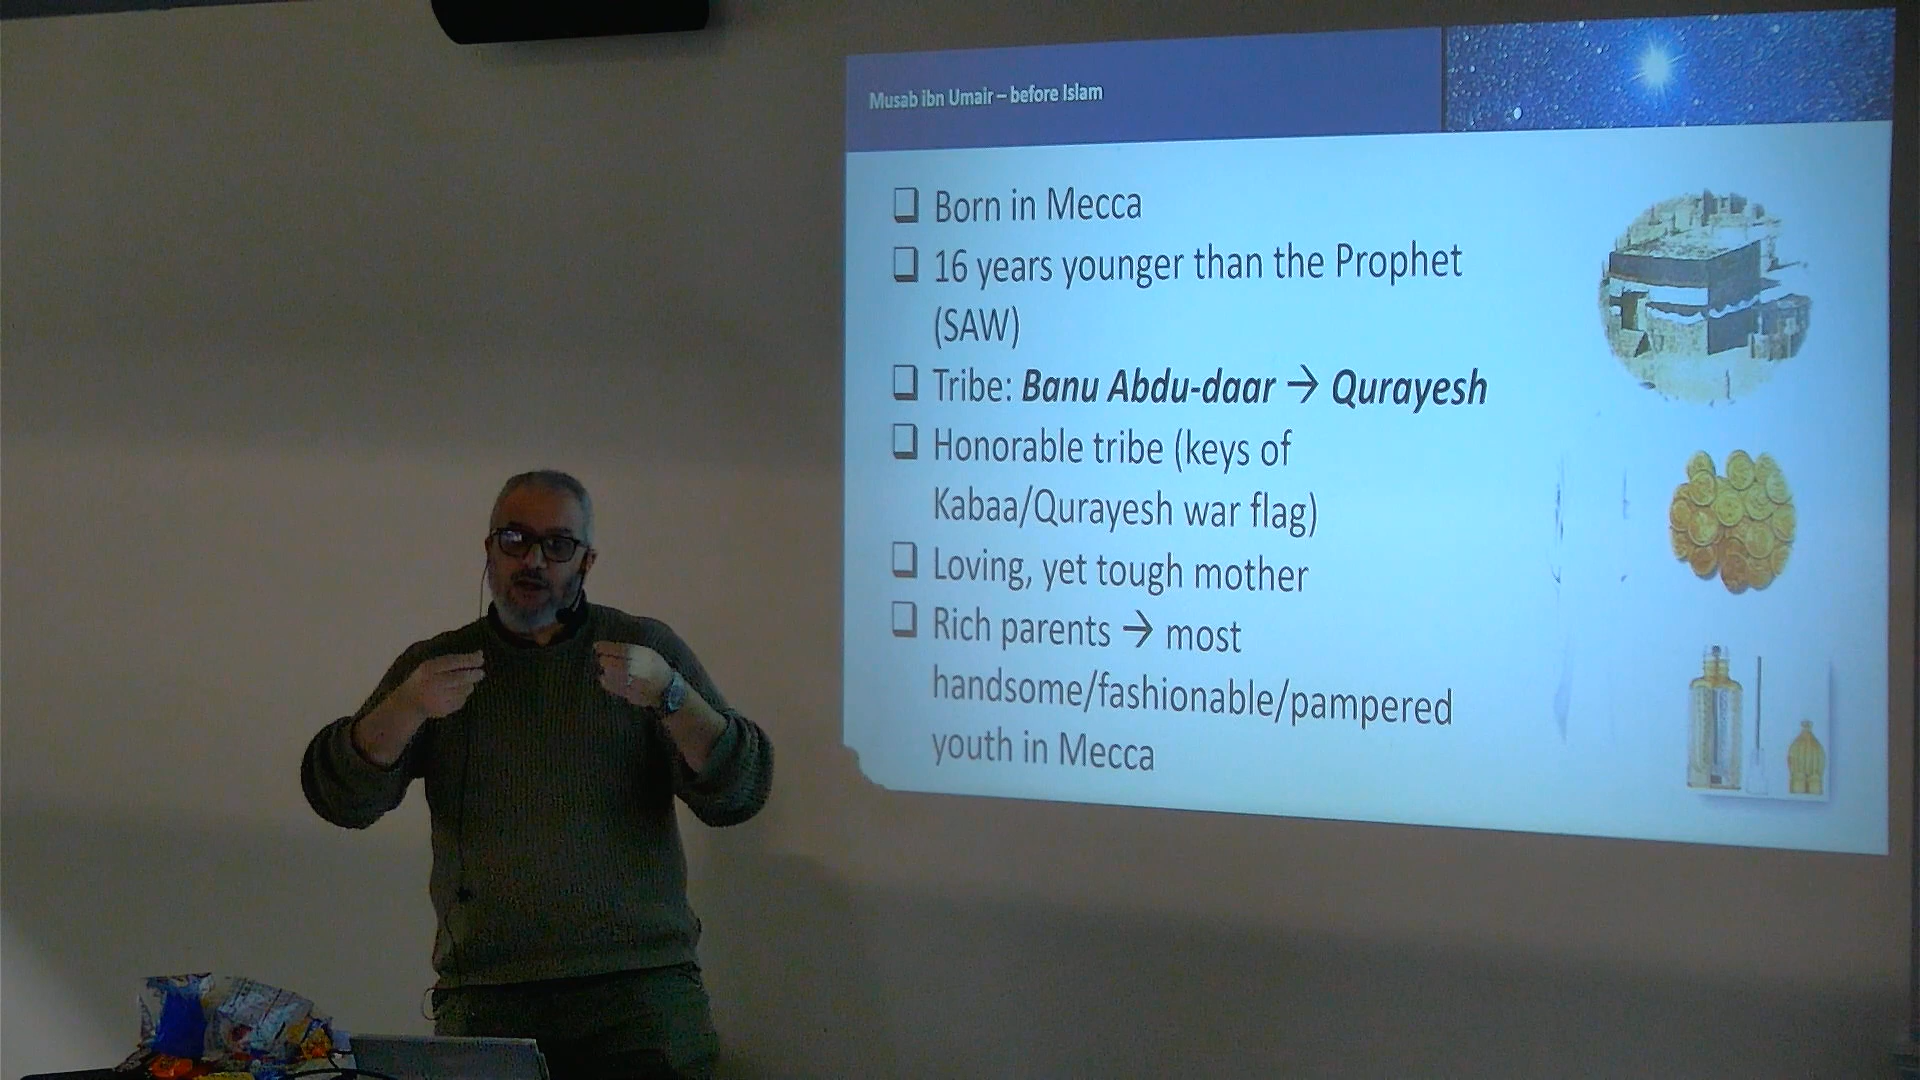 Musab ibn Umair – before Islam
❑ Born in Mecca
❑ 16 years younger than the Prophet
(SAW)
❑ Tribe: Banu Abdu-daar → Qurayesh
❑ Honorable tribe (keys of
Kabaa/Qurayesh war flag)
❑ Loving, yet tough mother
❑ Rich parents → most
handsome/fashionable/pampered
youth in Mecca